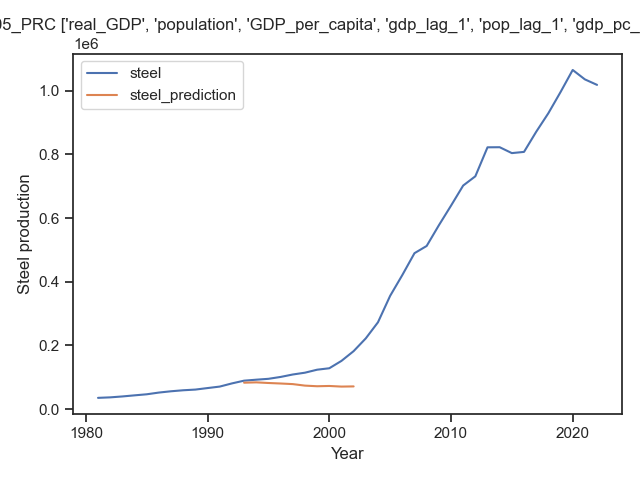 05_PRC ['real_GDP', 'population', 'GDP_per_capita', 'gdp_lag_1', 'pop_lag_1', 'gdp_pc_
1e6
steel
steel_prediction
1.0
0.8
0.6
0.4
0.2
0.0
Steel production
1980 1990 2000 2010 2020
Year